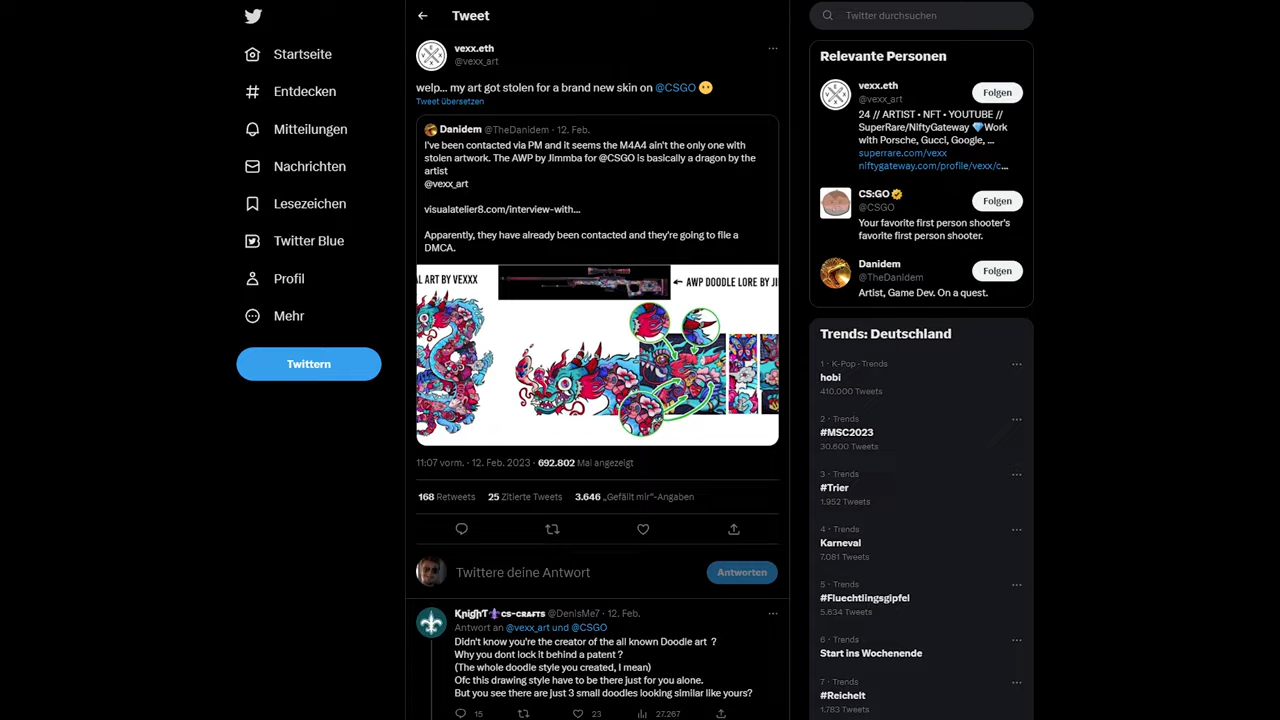 Tweet
Startseite
Entdecken
Mitteilungen
Nachrichten
Lesezeichen
Twitter Blue
Profil
Mehr
Twittern
vexx.eth
@vexx_art
welp... my art got stolen for a brand new skin on @CSGO 😶
Tweet übersetzen
Danidem @TheDanidem · 12. Feb.
I've been contacted via PM and it seems the M4A4 ain't the only one with
stolen artwork. The AWP by Jimmba for @CSGO is basically a dragon by the
artist
@vexx_art
visualatelier8.com/interview-with...
Apparently, they have already been contacted and they're going to file a
DMCA.
L ART BY VEXXX
← AWP DOODLE LORE BY JI
11:07 vorm. · 12. Feb. 2023 · 692.802 Mal angezeigt
168 Retweets 25 Zitierte Tweets 3.646 „Gefällt mir"-Angaben
Twittere deine Antwort
Antworten
KnighT⚜cs-crafts @DenIsMe7 · 12. Feb.
Antwort an @vexx_art und @CSGO
Didn't know you're the creator of the all known Doodle art ?
Why you dont lock it behind a patent ?
(The whole doodle style you created, I mean)
Ofc this drawing style have to be there just for you alone.
But you see there are just 3 small doodles looking similar like yours?
15 23 27.267
Twitter durchsuchen
Relevante Personen
vexx.eth
@vexx_art
Folgen
24 // ARTIST • NFT • YOUTUBE //
SuperRare/NiftyGateway 💎Work
with Porsche, Gucci, Google, ...
superrare.com/vexx
niftygateway.com/profile/vexx/c...
CS:GO
@CSGO
Folgen
Your favorite first person shooter's
favorite first person shooter.
Danidem
@TheDanidem
Folgen
Artist, Game Dev. On a quest.
Trends: Deutschland
1 · K-Pop · Trends
hobi
410.000 Tweets
2 · Trends
#MSC2023
30.600 Tweets
3 · Trends
#Trier
1.952 Tweets
4 · Trends
Karneval
7.081 Tweets
5 · Trends
#Fluechtlingsgipfel
5.634 Tweets
6 · Trends
Start ins Wochenende
7 · Trends
#Reichelt
1.783 Tweets